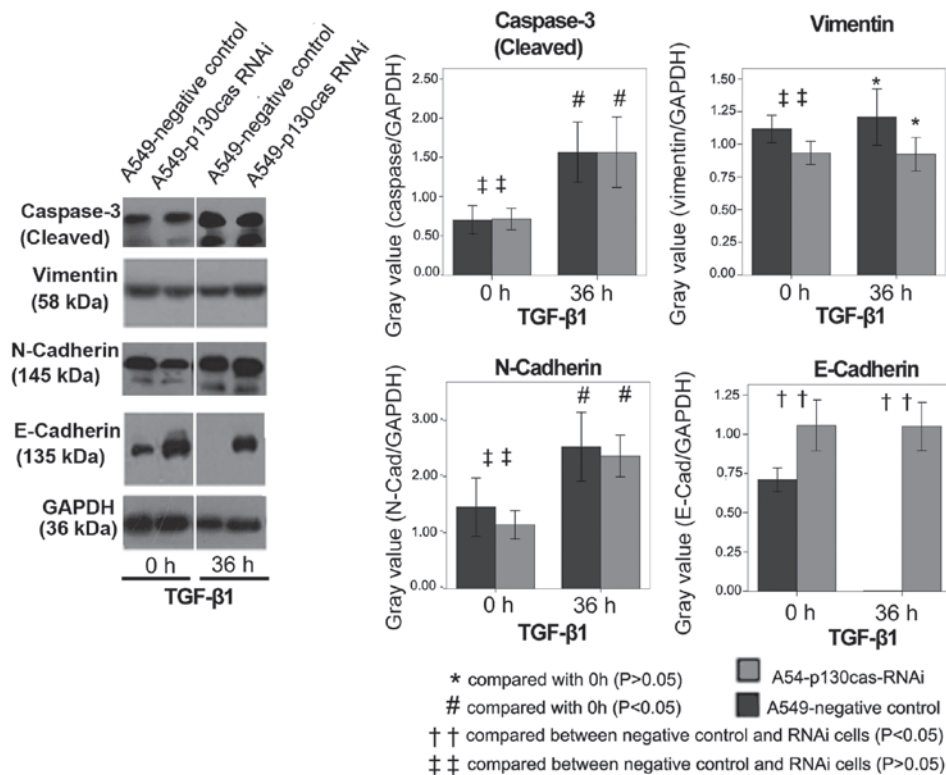 A549-negative control
A549-p130cas RNAi
A549-negative control
A549-p130cas RNAi
Caspase-3
(Cleaved)
Vimentin
(58 kDa)
N-Cadherin
(145 kDa)
E-Cadherin
(135 kDa)
GAPDH
(36 kDa)
0 h
36 h
TGF-β1
Caspase-3
(Cleaved)
Gray value (caspase/GAPDH)
2.50
2.00
1.50
1.00
0.50
0.00
‡ ‡
# #
0 h
36 h
TGF-β1
Vimentin
Gray value (vimentin/GAPDH)
1.50
1.25
1.00
0.75
0.50
0.25
0.00
‡ ‡
*
*
0 h
36 h
TGF-β1
N-Cadherin
Gray value (N-Cad/GAPDH)
3.00
2.00
1.00
.00
‡ ‡
# #
0 h
36 h
TGF-β1
E-Cadherin
Gray value (E-Cad/GAPDH)
1.25
1.00
0.75
0.50
0.25
0.00
† †
† †
0 h
36 h
TGF-β1
* compared with 0h (P>0.05)
# compared with 0h (P<0.05)
† † compared between negative control and RNAi cells (P<0.05)
‡ ‡ compared between negative control and RNAi cells (P>0.05)
A54-p130cas-RNAi
A549-negative control